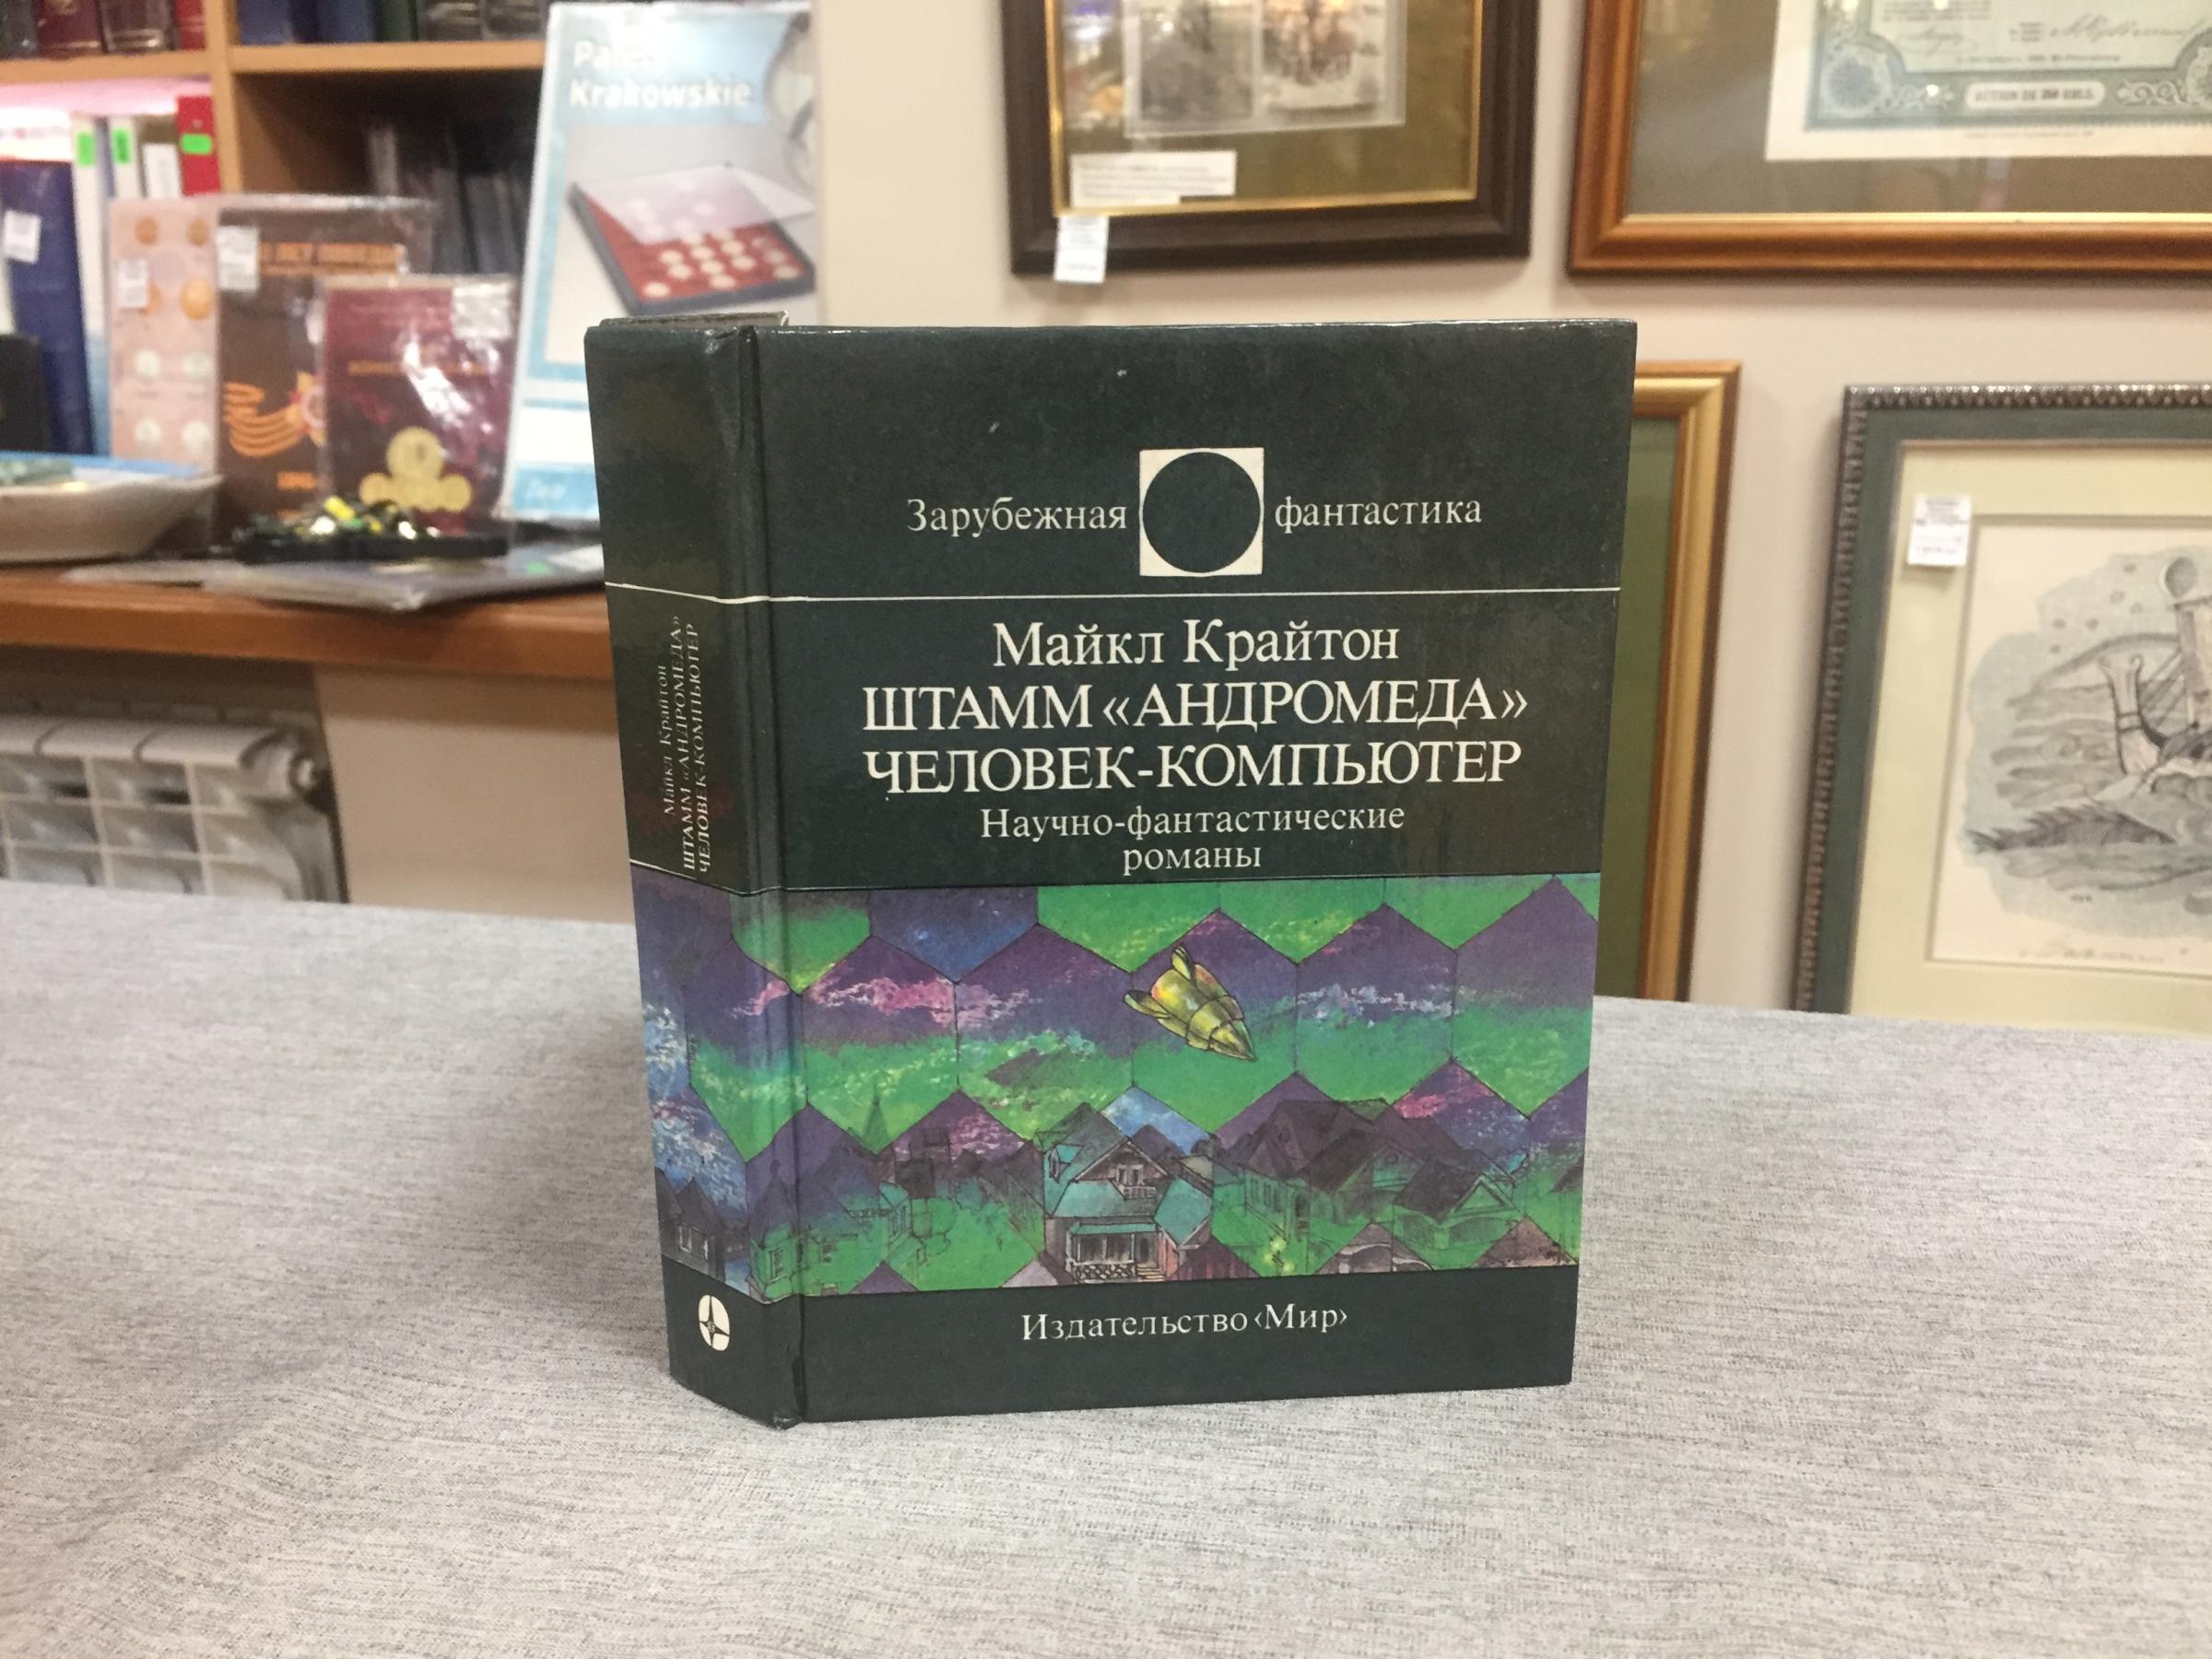 Palety
Krakowskie
Зарубежная фантастика
Майкл Крайтон
ШТАММ «АНДРОМЕДА»
ЧЕЛОВЕК-КОМПЬЮТЕР
Научно-фантастические
романы
Издательство ‹Мир›
Майкл Крайтон
ШТАММ «АНДРОМЕДА»
ЧЕЛОВЕК-КОМПЬЮТЕР